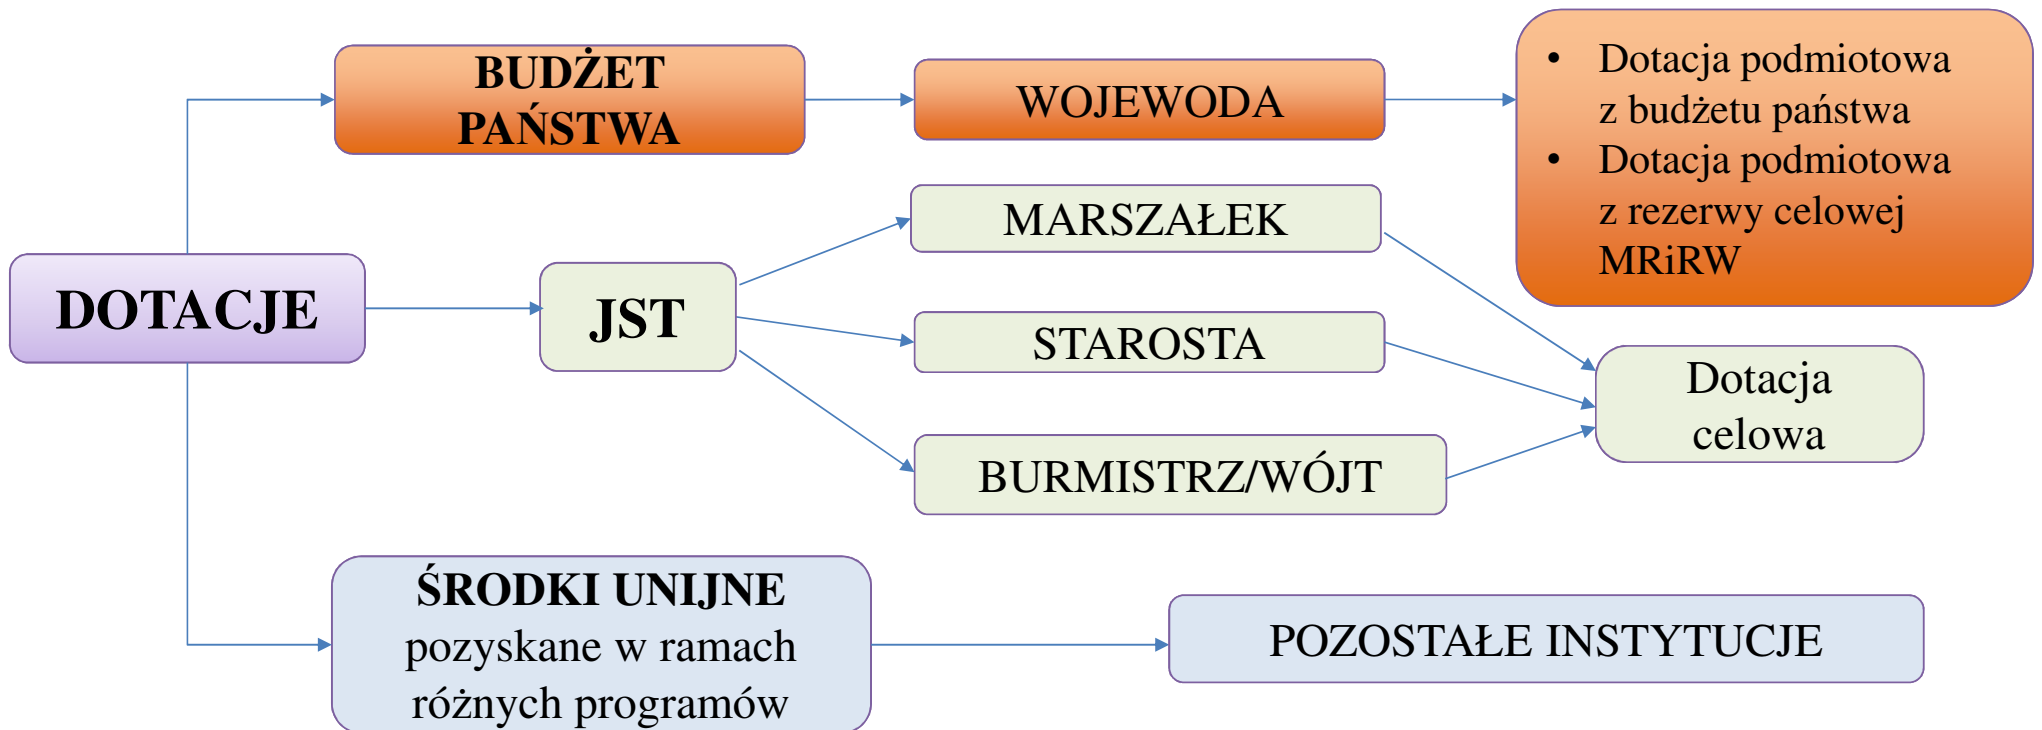 BUDŻET
PAŃSTWA
WOJEWODA
• Dotacja podmiotowa
z budżetu państwa
• Dotacja podmiotowa
z rezerwy celowej
MRiRW
DOTACJE
JST
MARSZAŁEK
STAROSTA
BURMISTRZ/WÓJT
Dotacja
celowa
ŚRODKI UNIJNE
pozyskane w ramach
różnych programów
POZOSTAŁE INSTYTUCJE